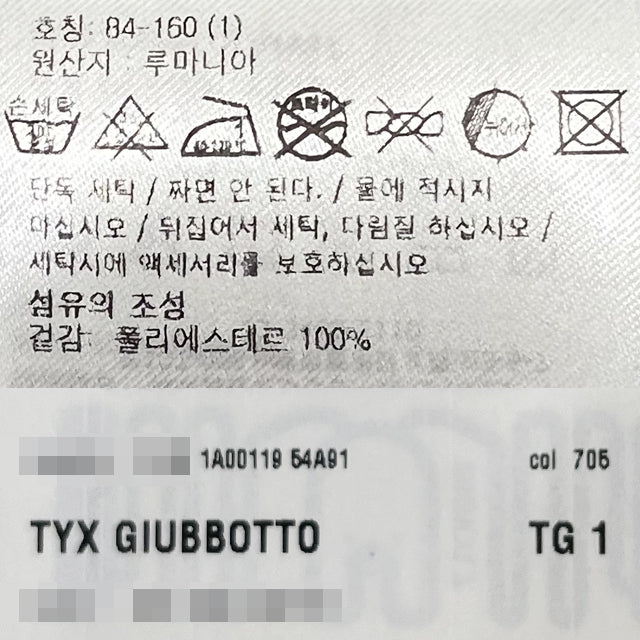 호칭: 84-160 (1)
원산지 : 루마니아
손세탁
단독 세탁 / 짜면 안 된다. / 물에 적시지
마십시오 / 뒤집어서 세탁, 다림질 하십시오 /
세탁시에 액세서리를 보호하십시오
섬유의 조성
겉감: 폴리에스테르 100%
1A00119 54A91 col 705
TYX GIUBBOTTO TG 1